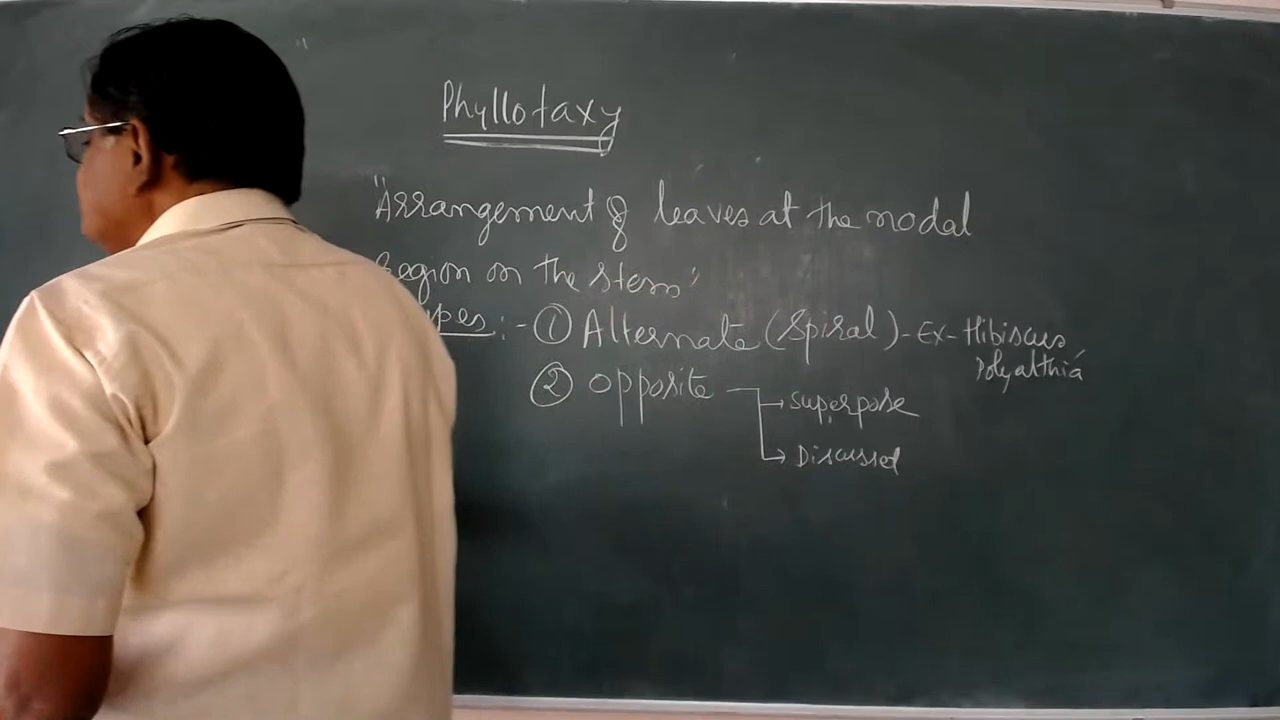 Phyllotaxy
"Arrangement of leaves at the nodal
Region on the stem"
ypes:- ① Alternate (Spiral) - Ex - Hibiscus,
Polyalthia
② opposite
→ superpose
→ Discussed